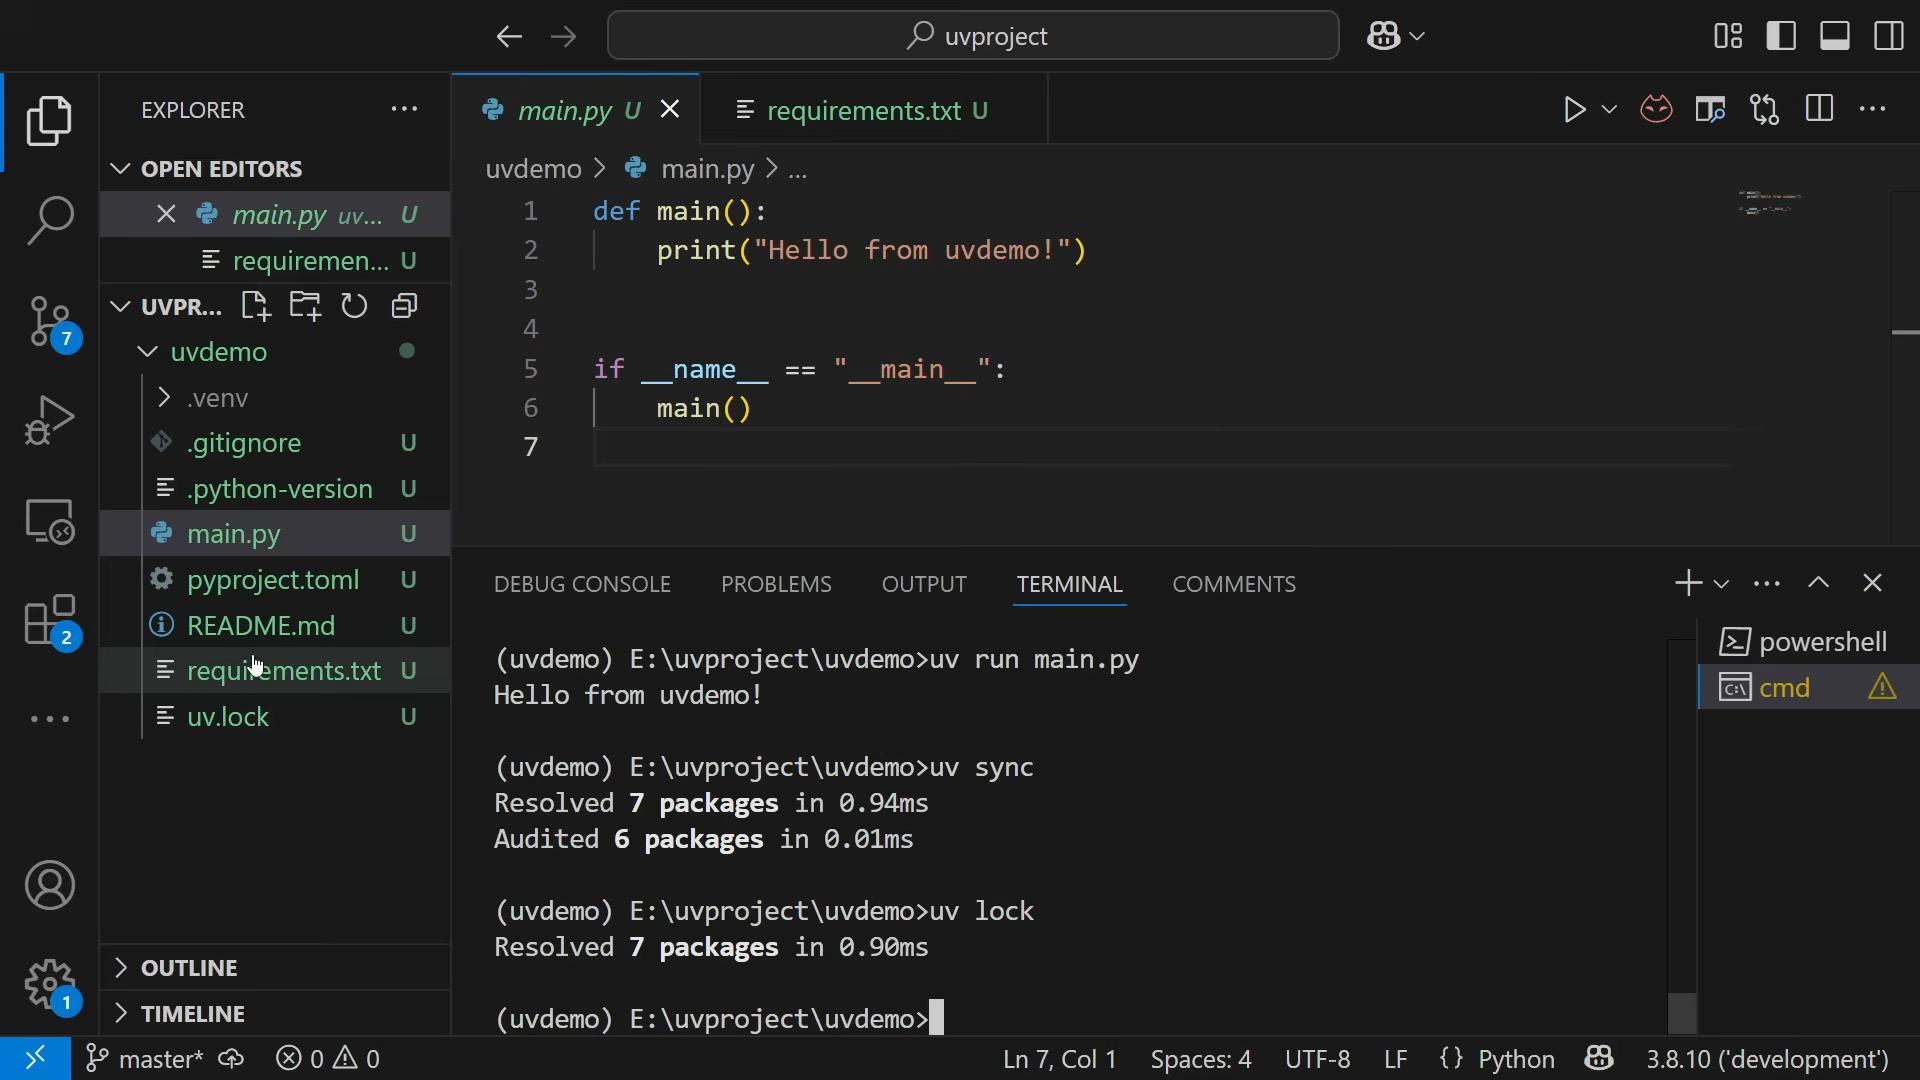 uvproject
EXPLORER
main.py U
requirements.txt U
OPEN EDITORS
main.py uv... U
requiremen... U
UVPR...
uvdemo
.venv
.gitignore U
.python-version U
main.py U
pyproject.toml U
README.md U
requirements.txt U
uv.lock U
OUTLINE
TIMELINE
7
2
1
uvdemo > main.py > ...
1 def main():
2 print("Hello from uvdemo!")
3
4
5 if __name__ == "__main__":
6 main()
7
DEBUG CONSOLE PROBLEMS OUTPUT TERMINAL COMMENTS
(uvdemo) E:\uvproject\uvdemo>uv run main.py
Hello from uvdemo!
(uvdemo) E:\uvproject\uvdemo>uv sync
Resolved 7 packages in 0.94ms
Audited 6 packages in 0.01ms
(uvdemo) E:\uvproject\uvdemo>uv lock
Resolved 7 packages in 0.90ms
(uvdemo) E:\uvproject\uvdemo>
powershell
cmd
master* 0 0 Ln 7, Col 1 Spaces: 4 UTF-8 LF {} Python 3.8.10 ('development')